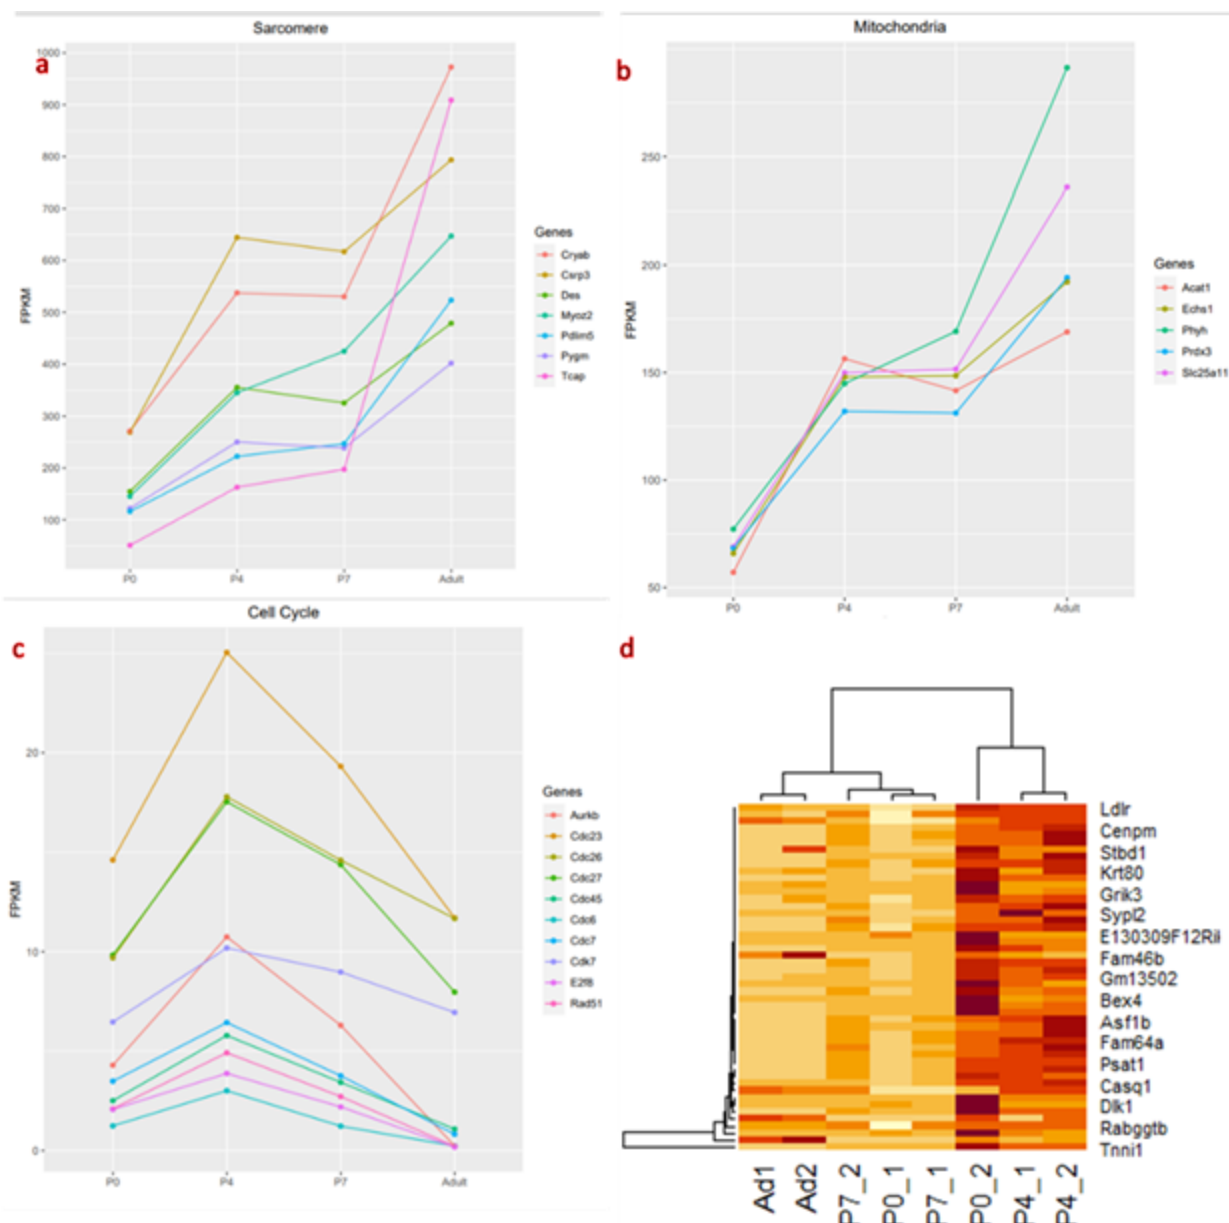 Sarcomere
a
1000
900
800
700
600
500
400
300
200
100
FPKM
P0 P4 P7 Adult
Genes
Cryab
Csrp3
Des
Myoz2
Pdlim5
Pygm
Tcap
Mitochondria
b
250
200
150
100
50
FPKM
P0 P4 P7 Adult
Genes
Acat1
Echs1
Phyh
Prdx3
Slc25a11
Cell Cycle
c
20
10
0
FPKM
P0 P4 P7 Adult
Genes
Aurkb
Cdc23
Cdc26
Cdc27
Cdc45
Cdc6
Cdc7
Cdk7
E2f8
Rad51
d
Ldlr
Cenpm
Stbd1
Krt80
Grik3
Sypl2
E130309F12Rik
Fam46b
Gm13502
Bex4
Asf1b
Fam64a
Psat1
Casq1
Dlk1
Rabggtb
Tnni1
Ad1 Ad2 P7_2 P0_1 P7_1 P0_2 P4_1 P4_2